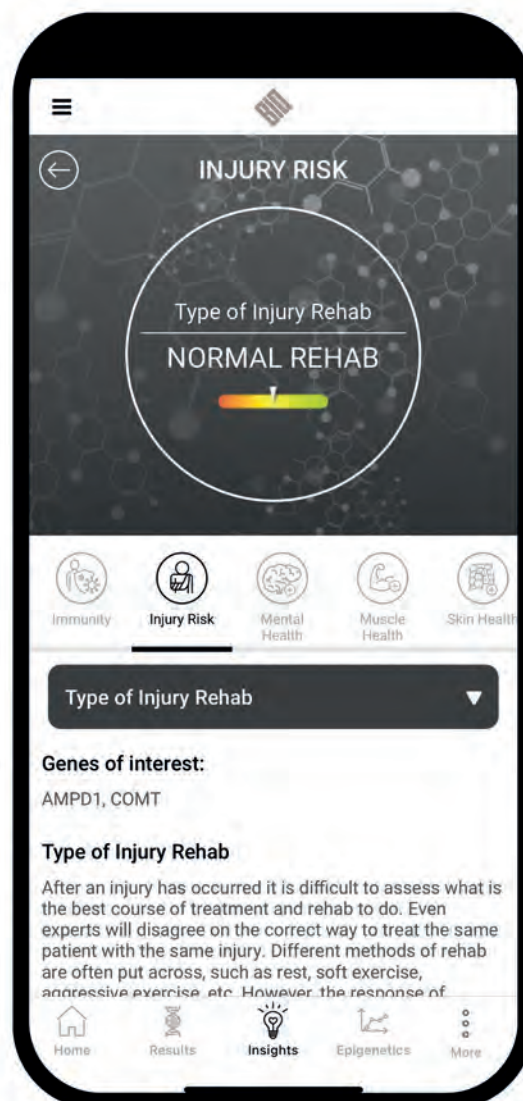 INJURY RISK
Type of Injury Rehab
NORMAL REHAB
Immunity
Injury Risk
Mental
Health
Muscle
Health
Skin Health
Type of Injury Rehab
Genes of interest:
AMPD1, COMT
Type of Injury Rehab
After an injury has occurred it is difficult to assess what is
the best course of treatment and rehab to do. Even
experts will disagree on the correct way to treat the same
patient with the same injury. Different methods of rehab
are often put across, such as rest, soft exercise,
aggressive exercise, etc. However, the response of
Home
Results
Insights
Epigenetics
More